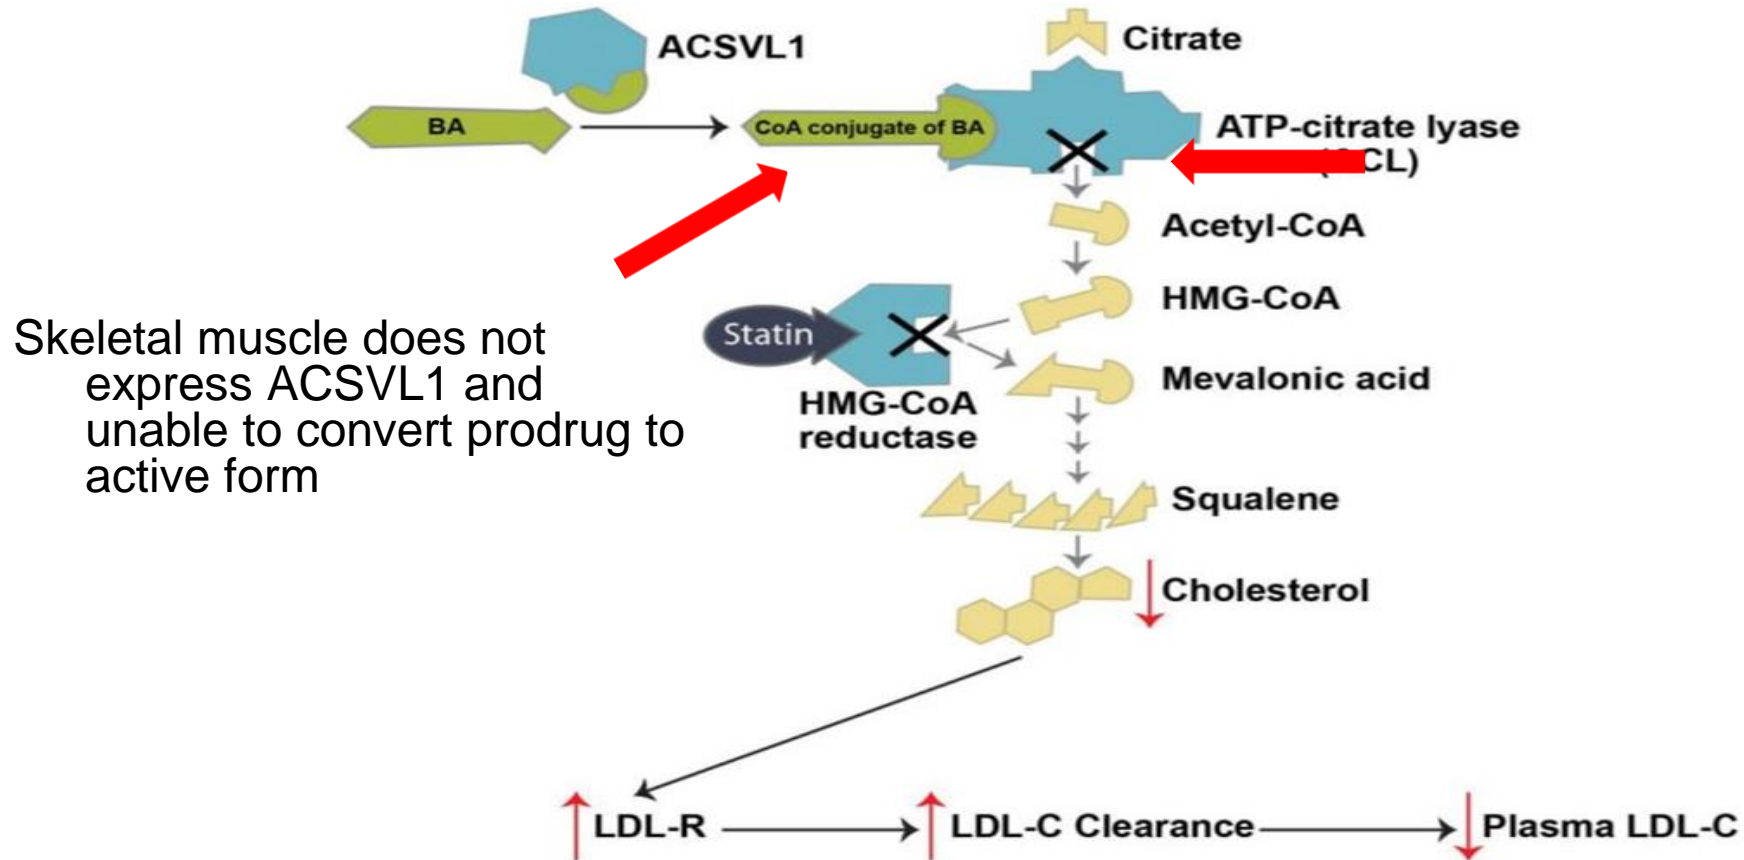 ACSVL1
Citrate
BA
CoA conjugate of BA
ATP-citrate lyase
CL)
Acetyl-CoA
HMG-CoA
Statin
HMG-CoA
reductase
Mevalonic acid
Skeletal muscle does not
express ACSVL1 and
unable to convert prodrug to
active form
Squalene
Cholesterol
LDL-R
LDL-C Clearance
Plasma LDL-C